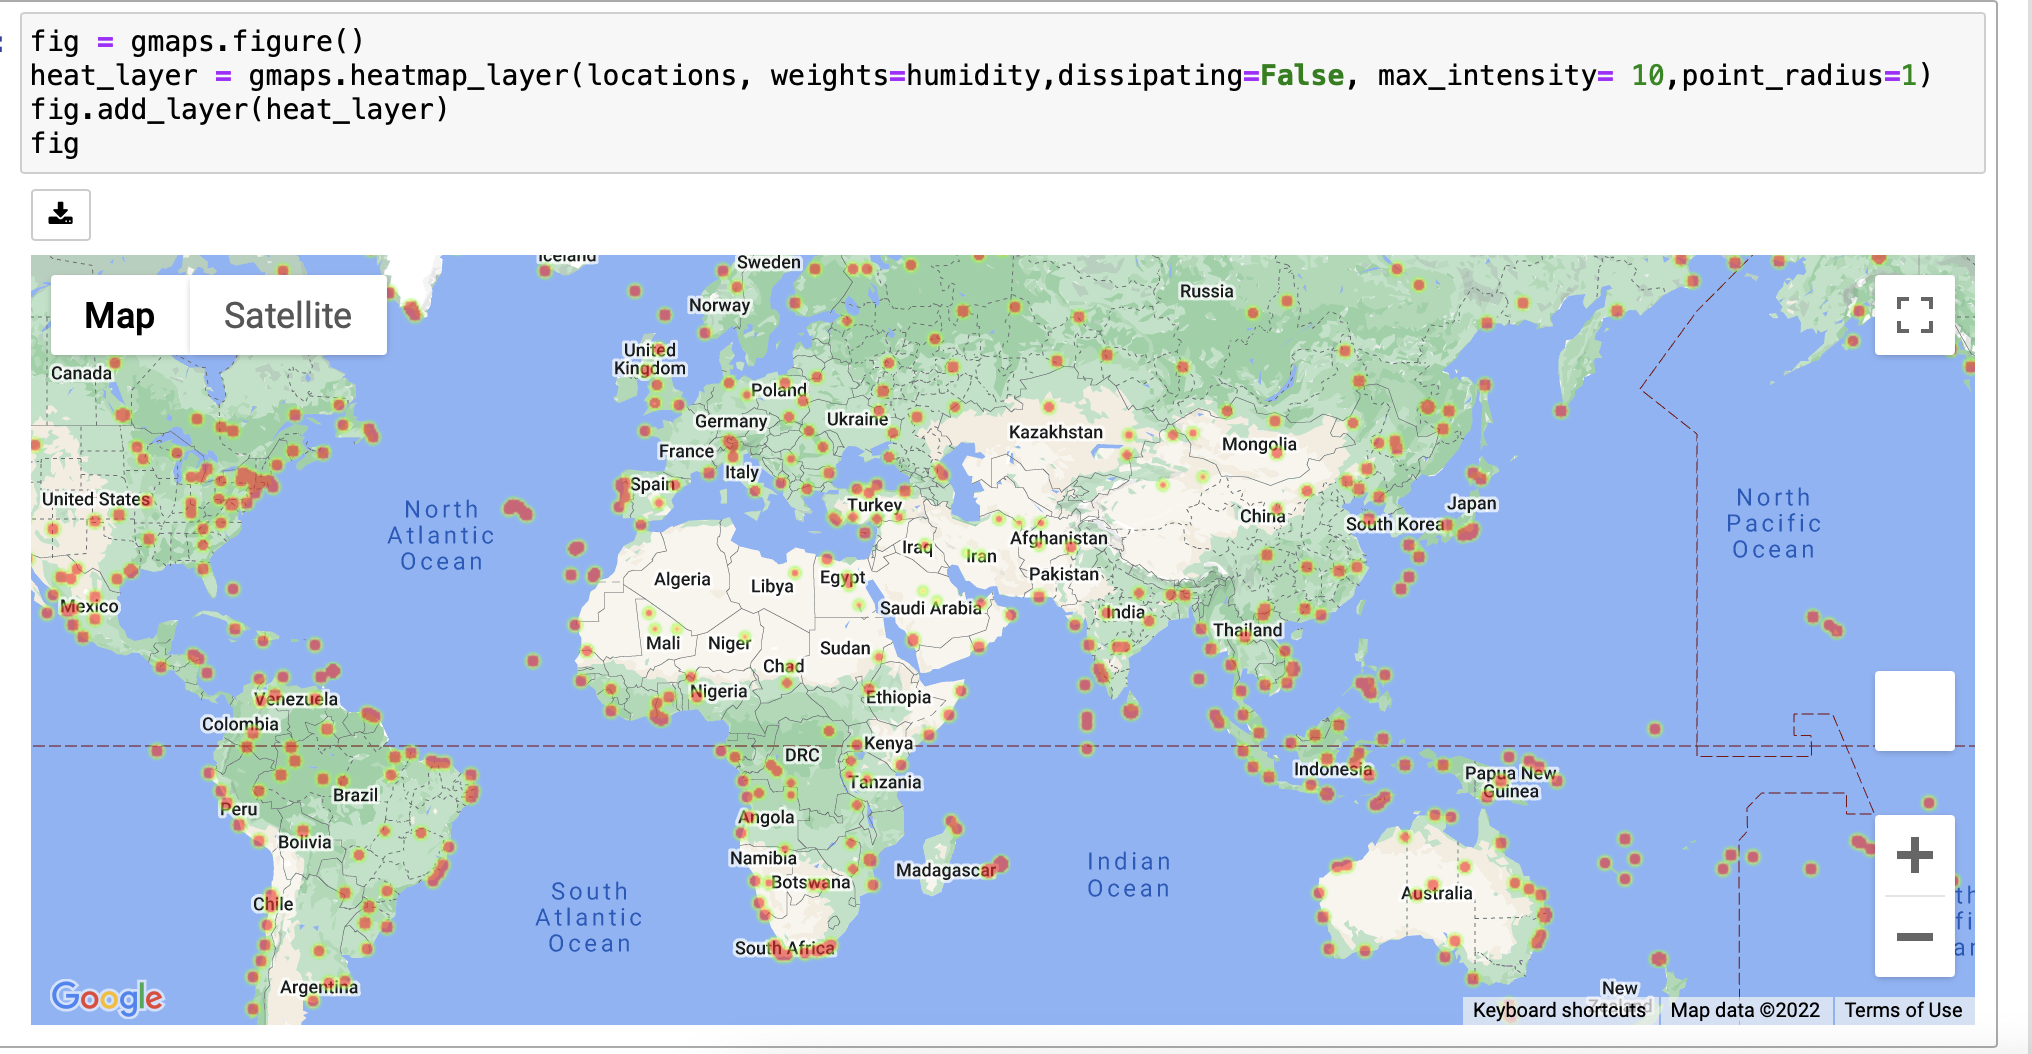 :
fig = gmaps.figure()
heat_layer = gmaps.heatmap_layer(locations, weights=humidity,dissipating=False, max_intensity= 10,point_radius=1)
fig.add_layer(heat_layer)
fig
Map
Satellite
Iceland
Sweden
Norway
Russia
United
Kingdom
Canada
Poland
Germany
Ukraine
Kazakhstan
Mongolia
France
Italy
Spain
United States
Turkey
Japan
China
South Korea
North
Atlantic
Ocean
North
Pacific
Ocean
Afghanistan
Iraq
Iran
Algeria
Libya
Egypt
Pakistan
Mexico
Saudi Arabia
India
Thailand
Mali
Niger
Sudan
Chad
Nigeria
Ethiopia
Venezuela
Colombia
DRC
Kenya
Indonesia
Papua New
Guinea
Tanzania
Brazil
Peru
Angola
Bolivia
Namibia
Botswana
Madagascar
Indian
Ocean
South
Atlantic
Ocean
Australia
Chile
South Africa
Argentina
New
Zealand
Google
Keyboard shortcuts
Map data ©2022
Terms of Use